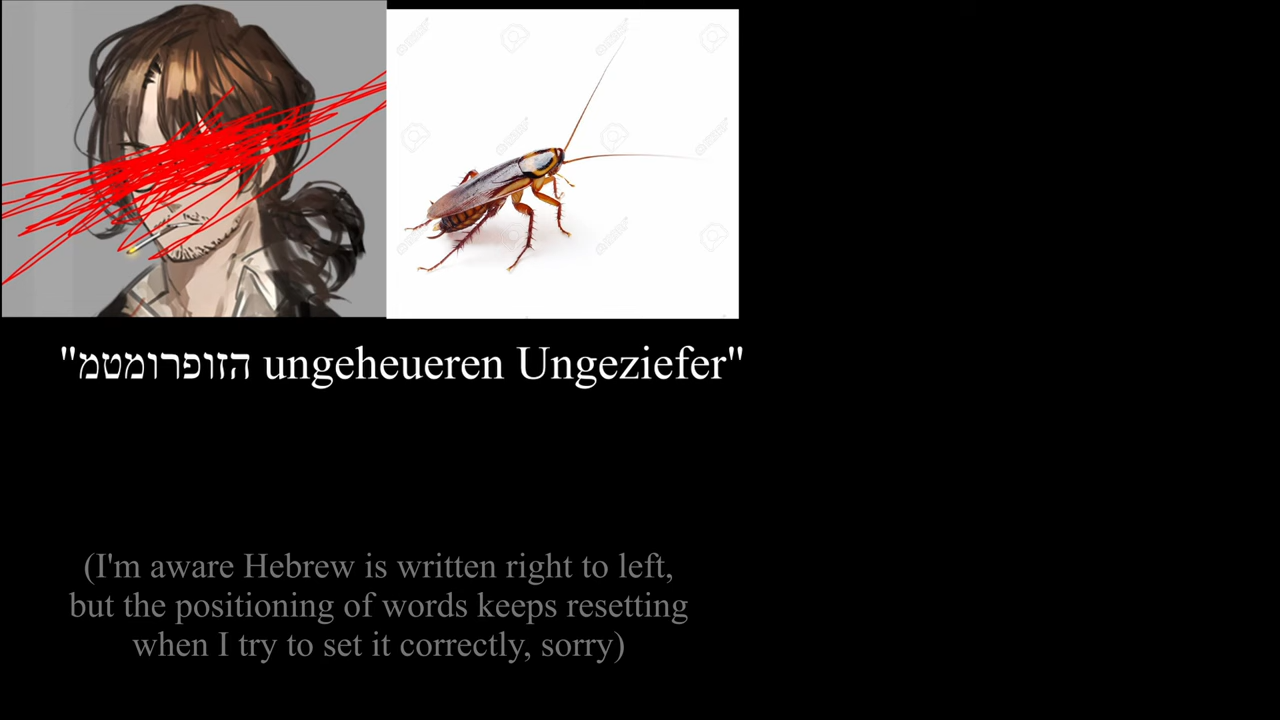 "הזופרומטמ ungeheueren Ungeziefer"
(I'm aware Hebrew is written right to left,
but the positioning of words keeps resetting
when I try to set it correctly, sorry)